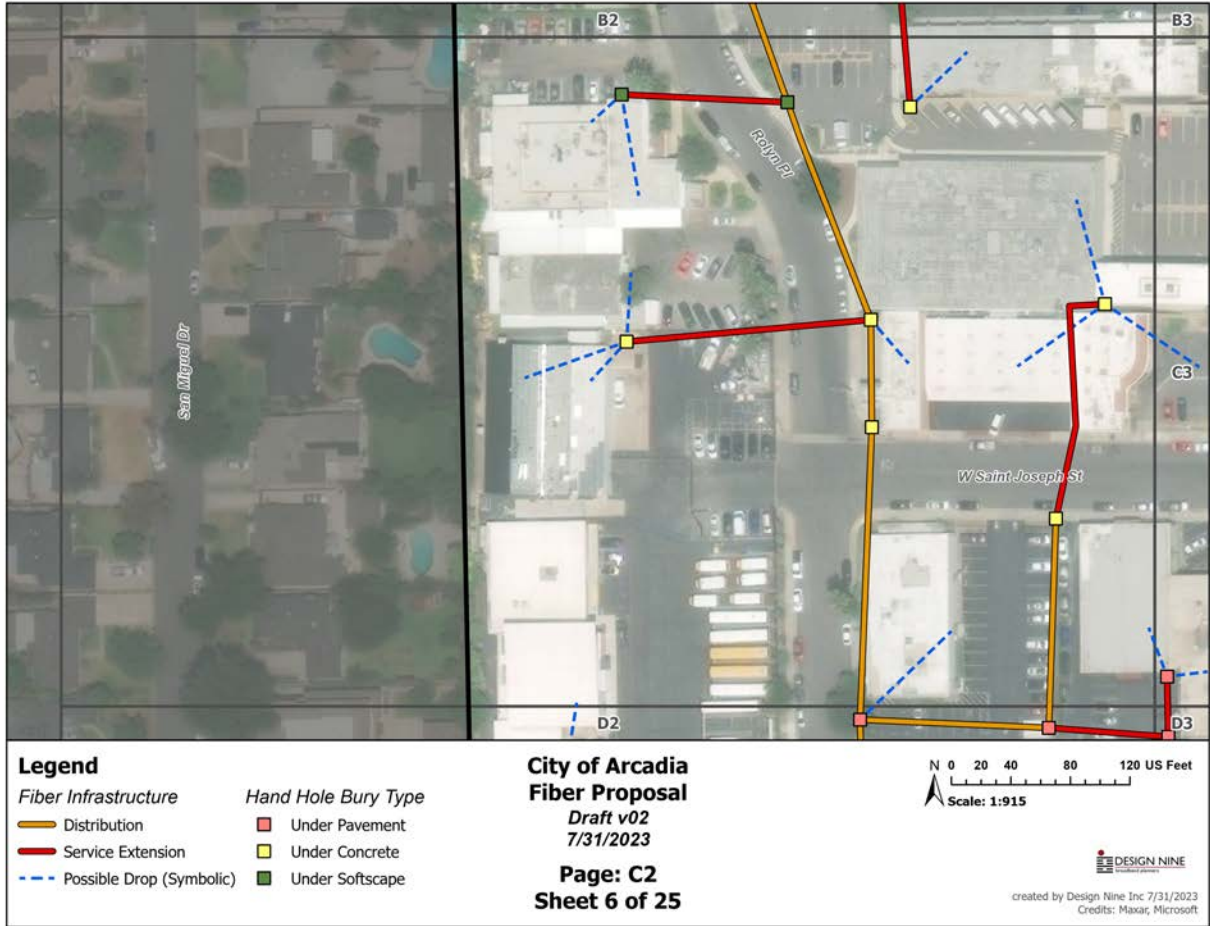 B2
B3
Rolyn Pl
San Miguel Dr
C3
W Saint Joseph St
D2
D3
Legend
Fiber Infrastructure
Distribution
Service Extension
Possible Drop (Symbolic)
Hand Hole Bury Type
Under Pavement
Under Concrete
Under Softscape
City of Arcadia
Fiber Proposal
Draft v02
7/31/2023
Page: C2
Sheet 6 of 25
N 0 20 40 80 120 US Feet
Scale: 1:915
DESIGN NINE
broadband planners
created by Design Nine Inc 7/31/2023
Credits: Maxar, Microsoft